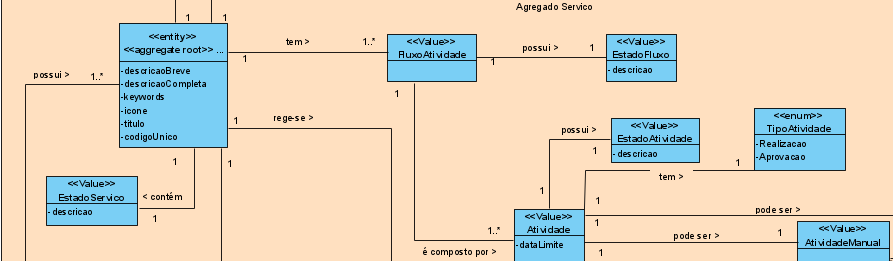 Agregado Servico
1
1
<<entity>>
<<aggregate root>> ...
-descricaoBreve
-descricaoCompleta
-keywords
-icone
-titulo
-codigoUnico
possui >
1..*
1
tem >
1..*
<<Value>>
FluxoAtividade
1
possui >
1
<<Value>>
EstadoFluxo
-descricao
1
rege-se >
1
1
1
<<Value>>
EstadoServico
-descricao
< contém
1
possui >
1
<<Value>>
EstadoAtividade
-descricao
<<enum>>
TipoAtividade
-Realizacao
-Aprovacao
1
tem >
1
1
pode ser >
1
<<Value>>
Atividade
-dataLimite
1..*
é composto por >
pode ser >
1
1
<<Value>>
AtividadeManual